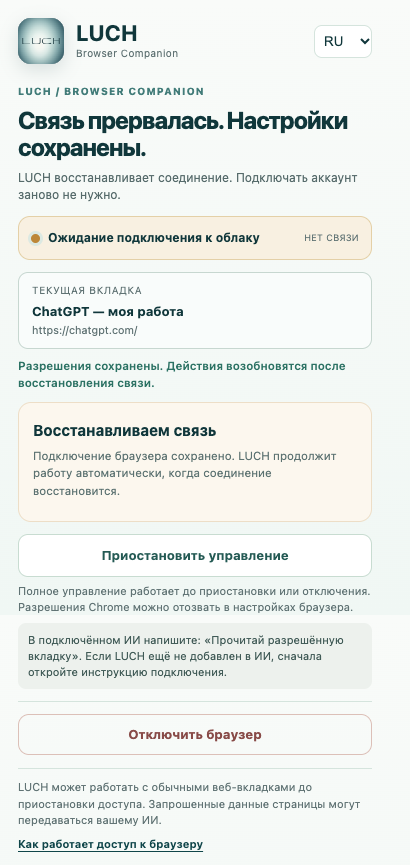 LUCH
LUCH
Browser Companion
RU
LUCH / BROWSER COMPANION
Связь прервалась. Настройки
сохранены.
LUCH восстанавливает соединение. Подключать аккаунт
заново не нужно.
Ожидание подключения к облаку
НЕТ СВЯЗИ
ТЕКУЩАЯ ВКЛАДКА
ChatGPT — моя работа
https://chatgpt.com/
Разрешения сохранены. Действия возобновятся после
восстановления связи.
Восстанавливаем связь
Подключение браузера сохранено. LUCH продолжит
работу автоматически, когда соединение
восстановится.
Приостановить управление
Полное управление работает до приостановки или отключения.
Разрешения Chrome можно отозвать в настройках браузера.
В подключённом ИИ напишите: «Прочитай разрешённую
вкладку». Если LUCH ещё не добавлен в ИИ, сначала
откройте инструкцию подключения.
Отключить браузер
LUCH может работать с обычными веб-вкладками до
приостановки доступа. Запрошенные данные страницы могут
передаваться вашему ИИ.
Как работает доступ к браузеру